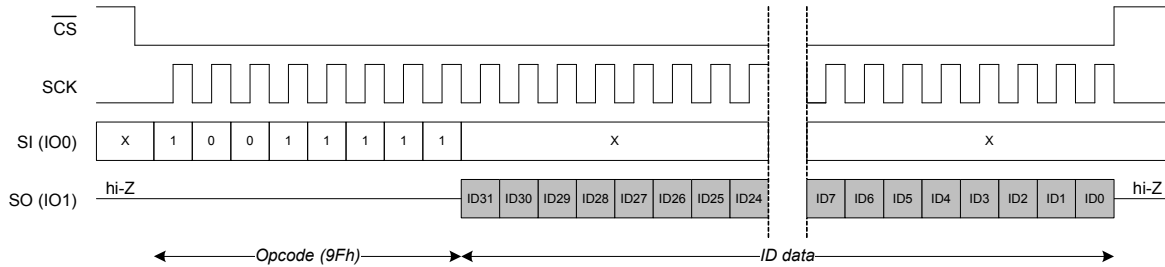 CS
SCK
SI (IO0) X 1 0 0 1 1 1 1 1 X X
hi-Z hi-Z
SO (IO1) ID31 ID30 ID29 ID28 ID27 ID26 ID25 ID24 ID7 ID6 ID5 ID4 ID3 ID2 ID1 ID0
Opcode (9Fh) ID data